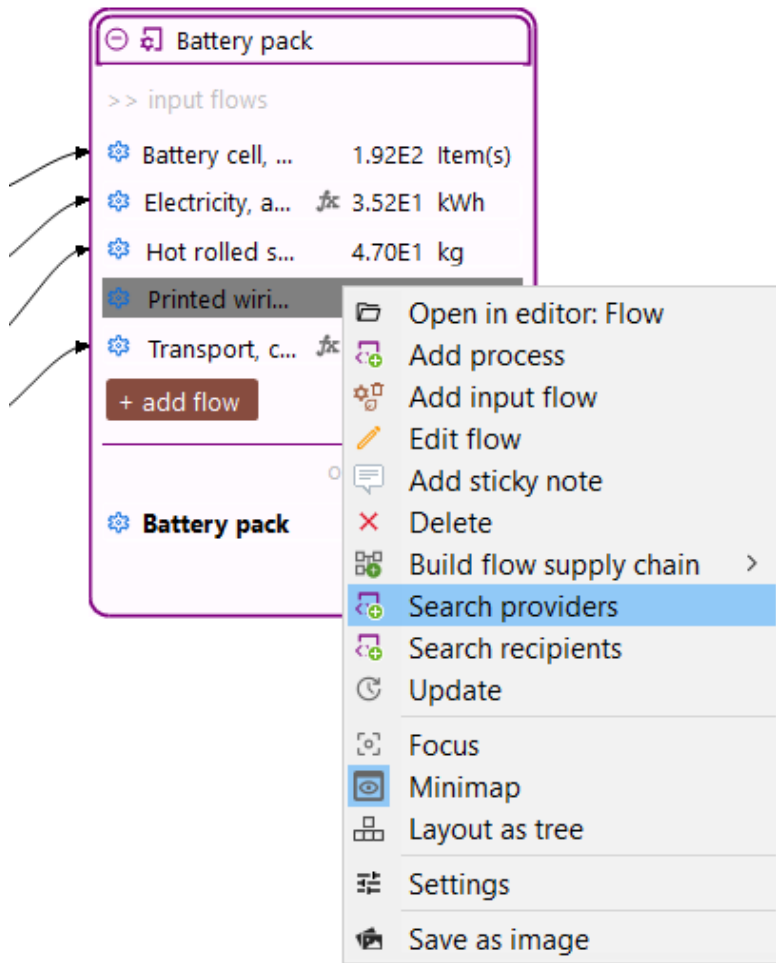 Battery pack
>> input flows
Battery cell, ... 1.92E2 Item(s)
Electricity, a... fx 3.52E1 kWh
Hot rolled s... 4.70E1 kg
Printed wiri...
Transport, c... fx
+ add flow
o
Battery pack
Open in editor: Flow
Add process
Add input flow
Edit flow
Add sticky note
Delete
Build flow supply chain >
Search providers
Search recipients
Update
Focus
Minimap
Layout as tree
Settings
Save as image